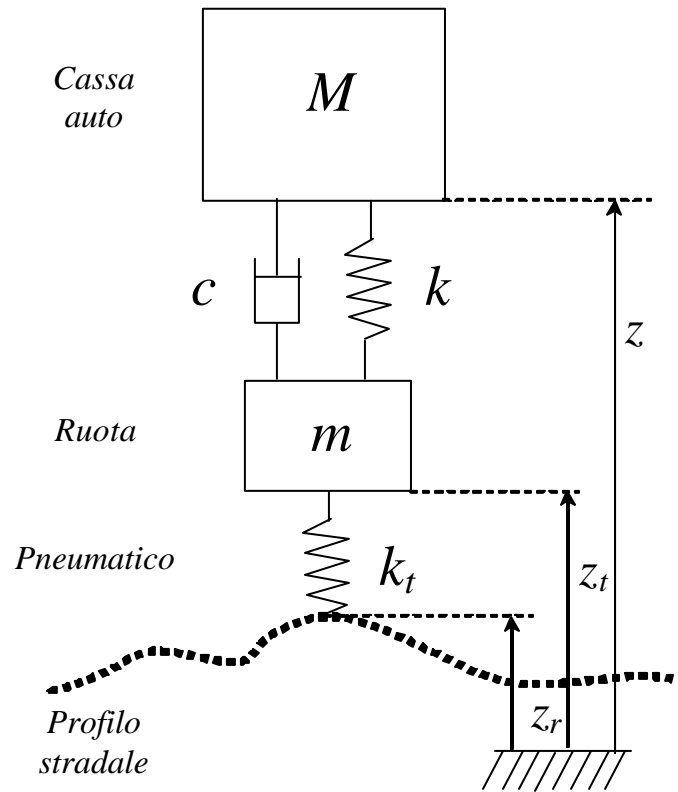 Cassa
auto
M
c
k
z
Ruota
m
Pneumatico
k_t
z_t
Profilo
stradale
z_r